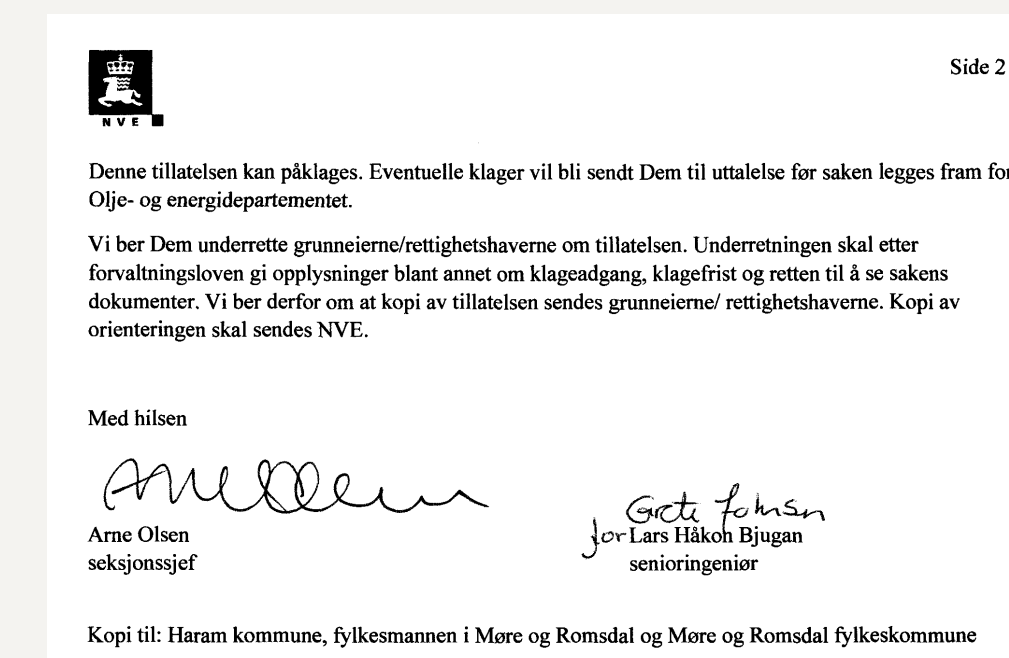 NVE
Side 2
Denne tillatelsen kan påklages. Eventuelle klager vil bli sendt Dem til uttalelse før saken legges fram for
Olje- og energidepartementet.
Vi ber Dem underrette grunneierne/rettighetshaverne om tillatelsen. Underretningen skal etter
forvaltningsloven gi opplysninger blant annet om klageadgang, klagefrist og retten til å se sakens
dokumenter. Vi ber derfor om at kopi av tillatelsen sendes grunneierne/ rettighetshaverne. Kopi av
orienteringen skal sendes NVE.
Med hilsen
Arne Olsen
Arne Olsen
seksjonssjef
for Lars Håkon Bjugan
senioringeniør
Kopi til: Haram kommune, fylkesmannen i Møre og Romsdal og Møre og Romsdal fylkeskommune